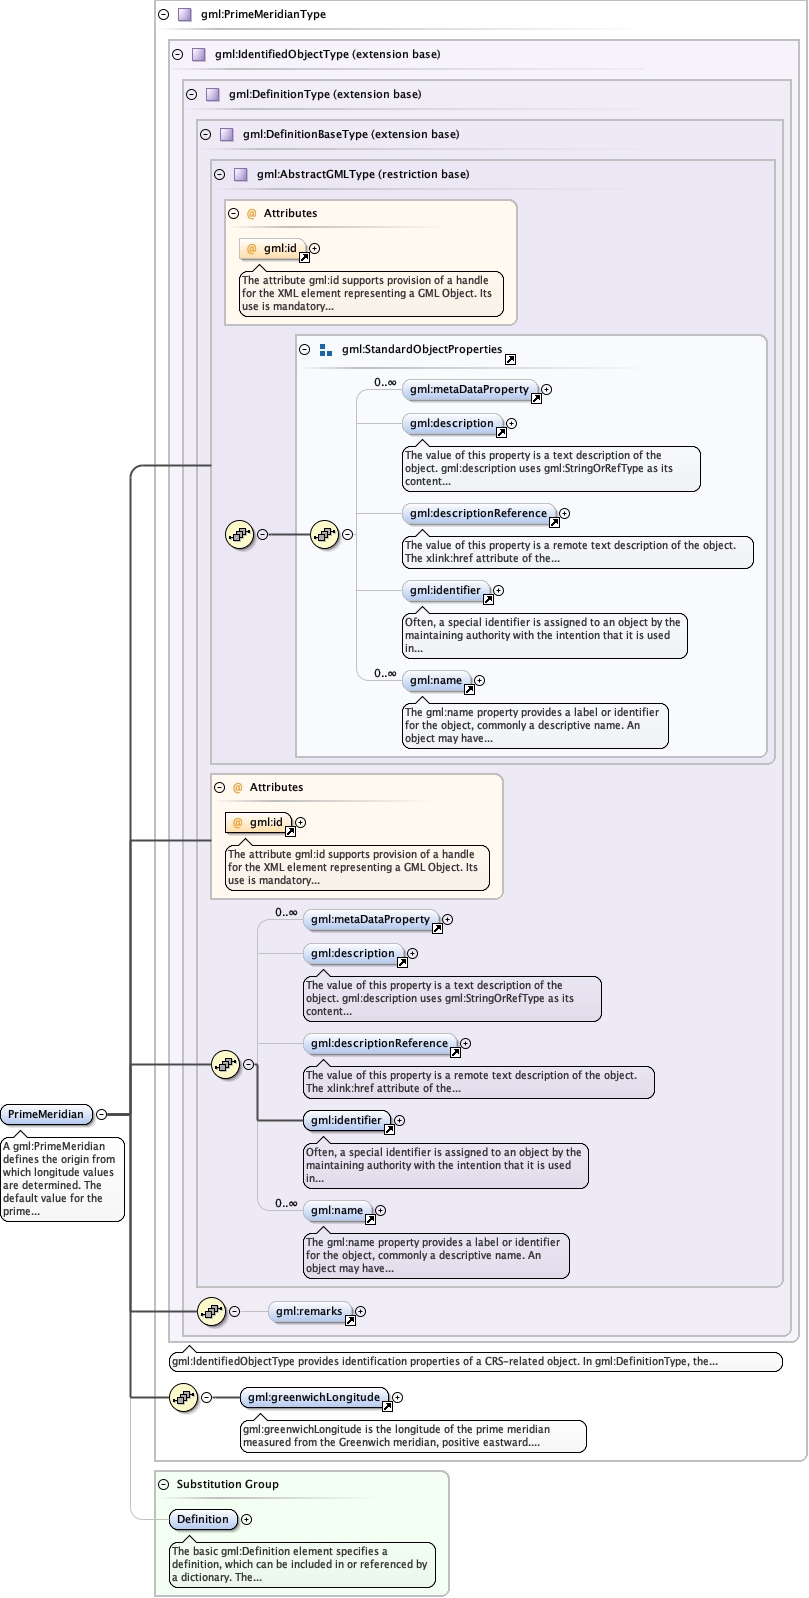 gml:PrimeMeridianType
gml:IdentifiedObjectType (extension base)
gml:DefinitionType (extension base)
gml:DefinitionBaseType (extension base)
gml:AbstractGMLType (restriction base)
@ Attributes
@ gml:id
The attribute gml:id supports provision of a handle
for the XML element representing a GML Object. Its
use is mandatory...
gml:StandardObjectProperties
0..∞
gml:metaDataProperty
gml:description
The value of this property is a text description of the
object. gml:description uses gml:StringOrRefType as its
content...
gml:descriptionReference
The value of this property is a remote text description of the object.
The xlink:href attribute of the...
gml:identifier
Often, a special identifier is assigned to an object by the
maintaining authority with the intention that it is used
in...
0..∞
gml:name
The gml:name property provides a label or identifier
for the object, commonly a descriptive name. An
object may have...
@ Attributes
@ gml:id
The attribute gml:id supports provision of a handle
for the XML element representing a GML Object. Its
use is mandatory...
0..∞
gml:metaDataProperty
gml:description
The value of this property is a text description of the
object. gml:description uses gml:StringOrRefType as its
content...
gml:descriptionReference
The value of this property is a remote text description of the object.
The xlink:href attribute of the...
gml:identifier
Often, a special identifier is assigned to an object by the
maintaining authority with the intention that it is used
in...
0..∞
gml:name
The gml:name property provides a label or identifier
for the object, commonly a descriptive name. An
object may have...
PrimeMeridian
A gml:PrimeMeridian
defines the origin from
which longitude values
are determined. The
default value for the
prime...
gml:remarks
gml:IdentifiedObjectType provides identification properties of a CRS-related object. In gml:DefinitionType, the...
gml:greenwichLongitude
gml:greenwichLongitude is the longitude of the prime meridian
measured from the Greenwich meridian, positive eastward....
Substitution Group
Definition
The basic gml:Definition element specifies a
definition, which can be included in or referenced by
a dictionary. The...